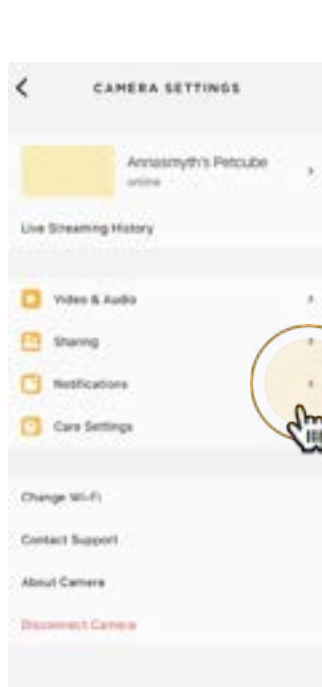 CAMERA SETTINGS
Annasmyth's Petcube
online
Live Streaming History
Video & Audio
Sharing
Notifications
Care Settings
Change Wi-Fi
Contact Support
About Camera
Disconnect Camera